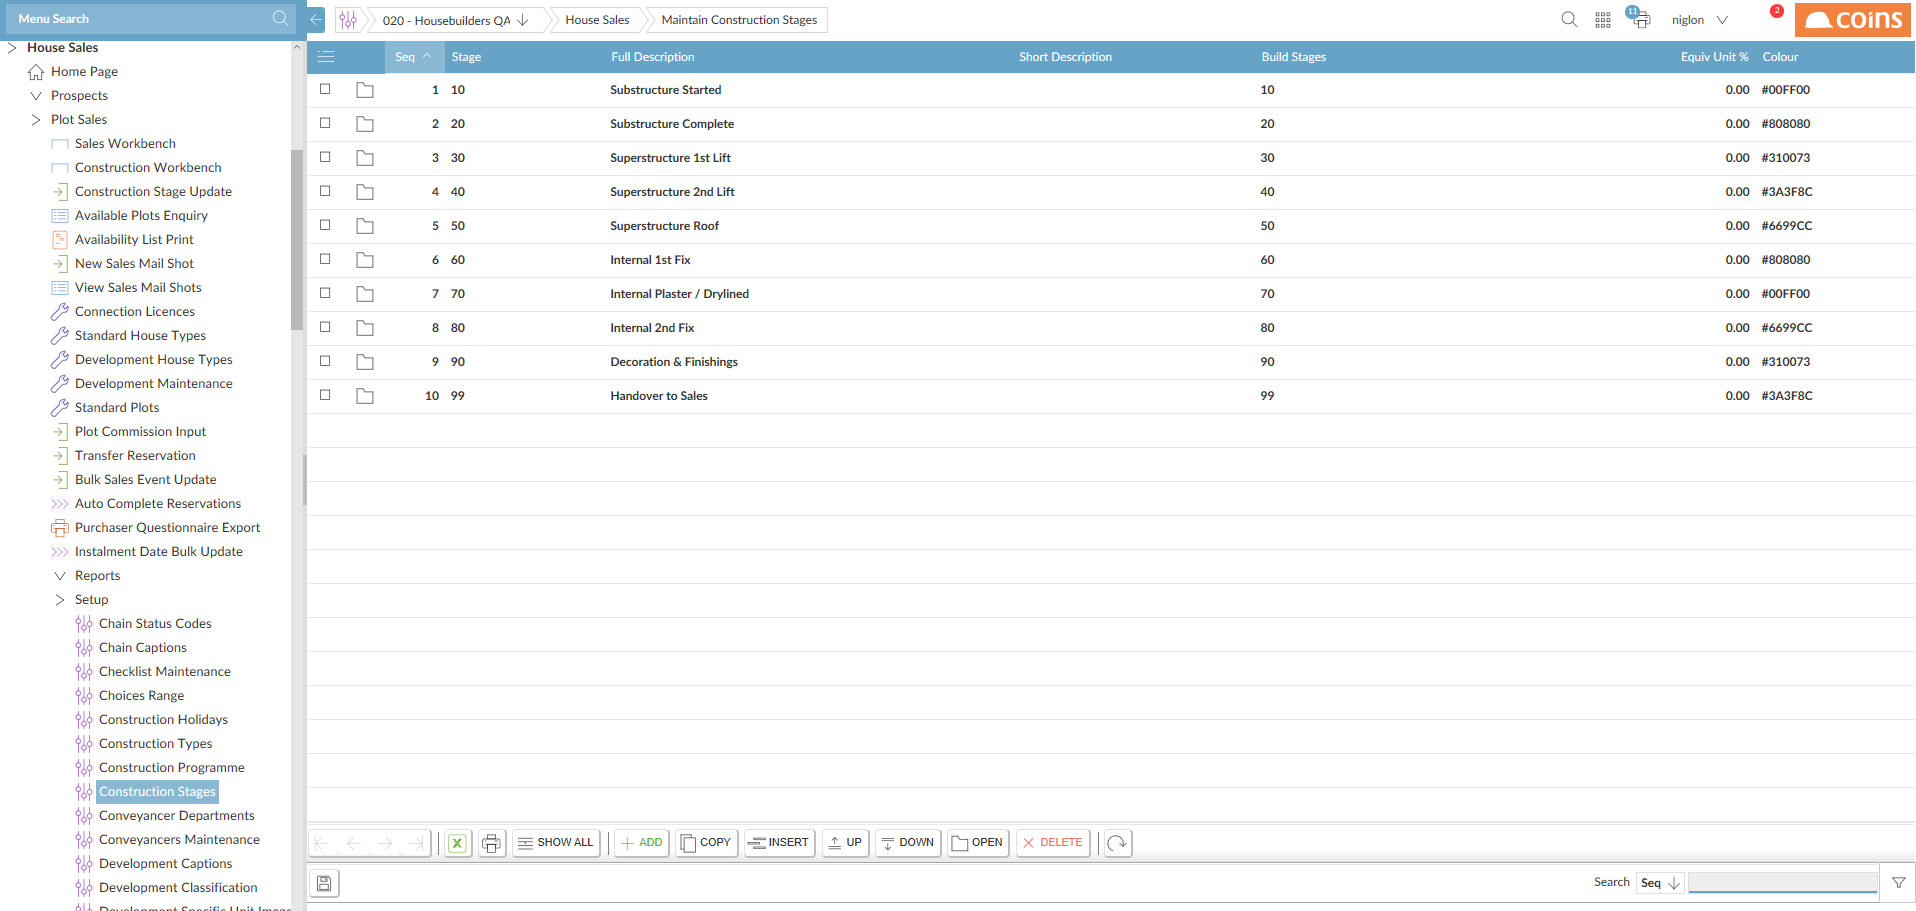 Menu Search
020 - Housebuilders QA
House Sales
Maintain Construction Stages
11
niglon
2
coins
House Sales
Home Page
Prospects
Plot Sales
Sales Workbench
Construction Workbench
Construction Stage Update
Available Plots Enquiry
Availability List Print
New Sales Mail Shot
View Sales Mail Shots
Connection Licences
Standard House Types
Development House Types
Development Maintenance
Standard Plots
Plot Commission Input
Transfer Reservation
Bulk Sales Event Update
Auto Complete Reservations
Purchaser Questionnaire Export
Instalment Date Bulk Update
Reports
Setup
Chain Status Codes
Chain Captions
Checklist Maintenance
Choices Range
Construction Holidays
Construction Types
Construction Programme
Construction Stages
Conveyancer Departments
Conveyancers Maintenance
Development Captions
Development Classification
Development Specific Unit Imag
Seq Stage Full Description Short Description Build Stages Equiv Unit % Colour
1 10 Substructure Started 10 0.00 #00FF00
2 20 Substructure Complete 20 0.00 #808080
3 30 Superstructure 1st Lift 30 0.00 #310073
4 40 Superstructure 2nd Lift 40 0.00 #3A3F8C
5 50 Superstructure Roof 50 0.00 #6699CC
6 60 Internal 1st Fix 60 0.00 #808080
7 70 Internal Plaster / Drylined 70 0.00 #00FF00
8 80 Internal 2nd Fix 80 0.00 #6699CC
9 90 Decoration & Finishings 90 0.00 #310073
10 99 Handover to Sales 99 0.00 #3A3F8C
X SHOW ALL ADD COPY INSERT UP DOWN OPEN DELETE
Search Seq